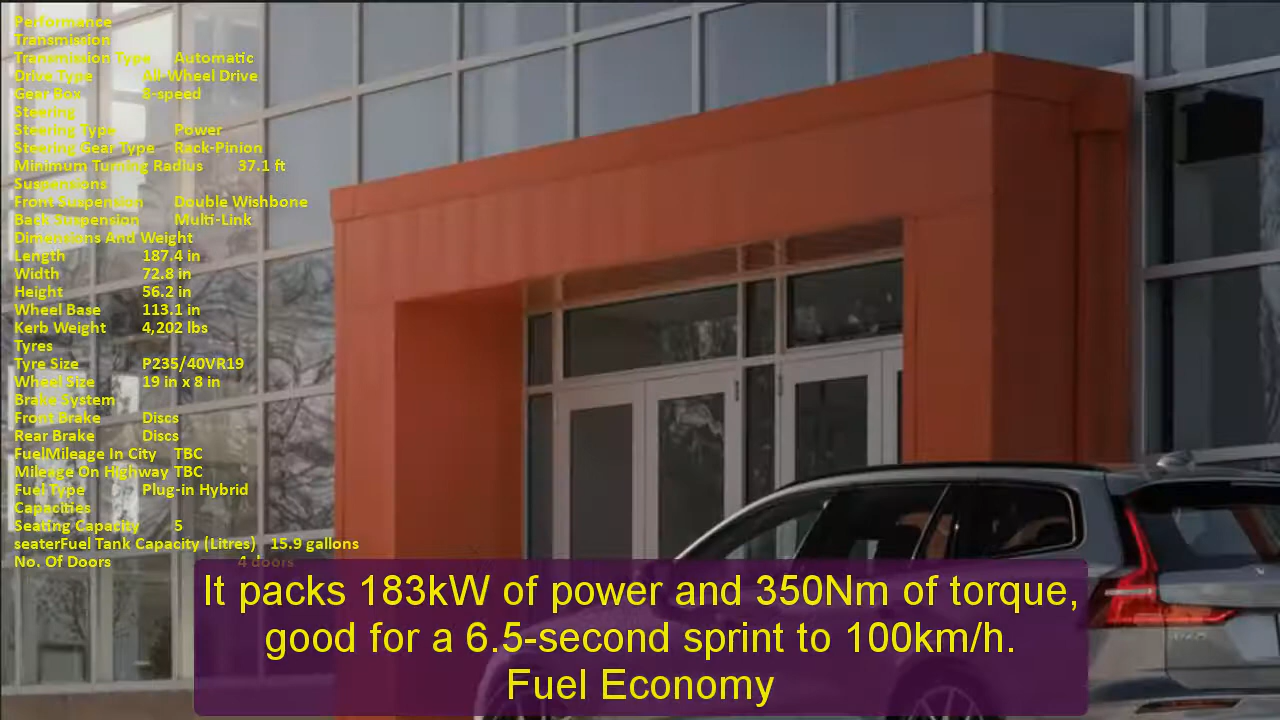 Performance
Transmission
Transmission Type Automatic
Drive Type All-Wheel Drive
Gear Box 8-speed
Steering
Steering Type Power
Steering Gear Type Rack-Pinion
Minimum Turning Radius 37.1 ft
Suspensions
Front Suspension Double Wishbone
Back Suspension Multi-Link
Dimensions And Weight
Length 187.4 in
Width 72.8 in
Height 56.2 in
Wheel Base 113.1 in
Kerb Weight 4,202 lbs
Tyres
Tyre Size P235/40VR19
Wheel Size 19 in x 8 in
Brake System
Front Brake Discs
Rear Brake Discs
FuelMileage In City TBC
Mileage On Highway TBC
Fuel Type Plug-in Hybrid
Capacities
Seating Capacity 5
seaterFuel Tank Capacity (Litres) 15.9 gallons
No. Of Doors 4 doors
It packs 183kW of power and 350Nm of torque,
good for a 6.5-second sprint to 100km/h.
Fuel Economy